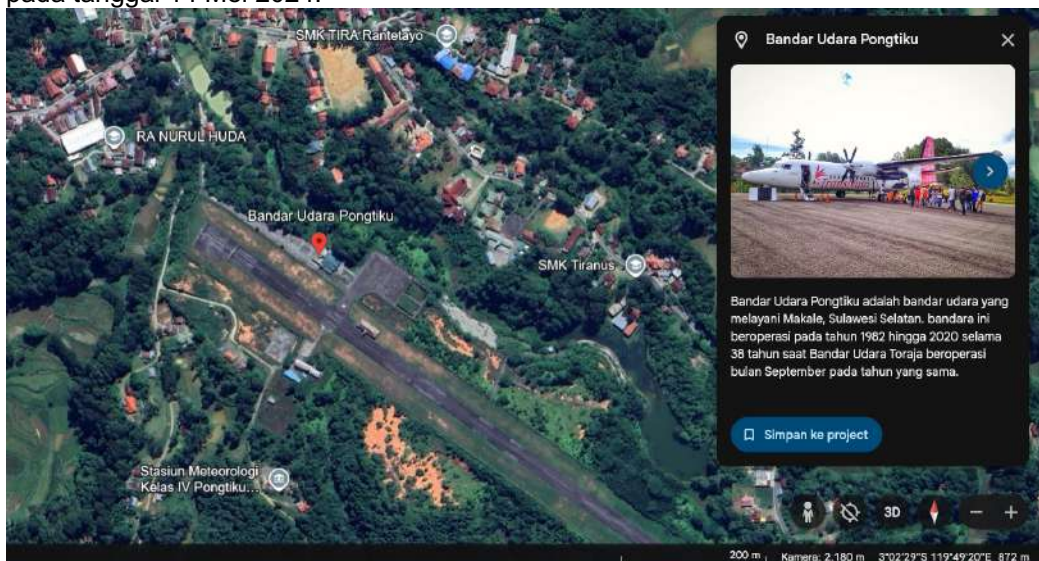 SMK TIRA Rantetayo
RA NURUL HUDA
Bandar Udara Pongtiku
SMK Tiranus...
Stasiun Meteorologi
Kelas IV Pongtiku...
Bandar Udara Pongtiku
Bandar Udara Pongtiku adalah bandar udara yang
melayani Makale, Sulawesi Selatan. bandara ini
beroperasi pada tahun 1982 hingga 2020 selama
38 tahun saat Bandar Udara Toraja beroperasi
bulan September pada tahun yang sama.
Simpan ke project
3D
200 m
Kamera: 2.180 m 3°02'29"S 119°49'20"E 872 m